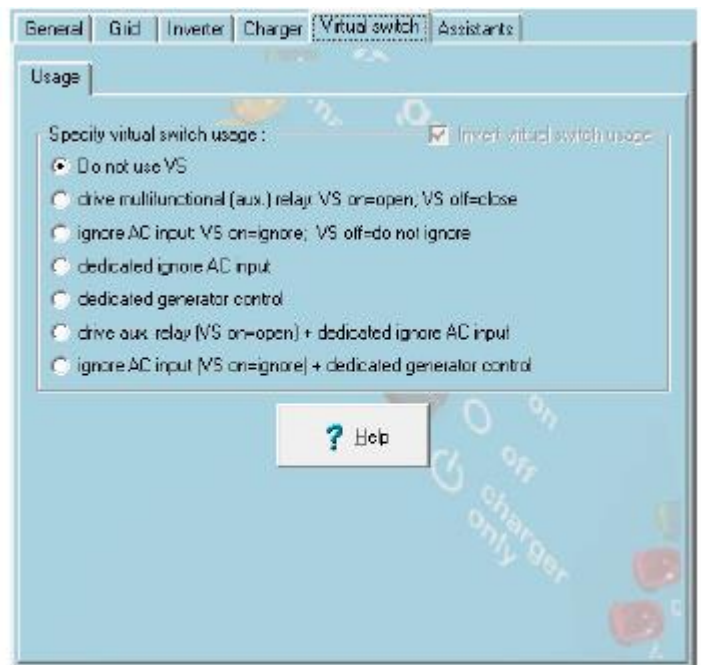 General Grid Inverter Charger Virtual switch Assistants
Usage
Specify virtual switch usage : Invert virtual switch usage
Do not use VS
drive multifunctional (aux.) relay: VS on=open; VS off=close
ignore AC input: VS on=ignore; VS off=do not ignore
dedicated ignore AC input
dedicated generator control
drive aux. relay (VS on=open) + dedicated ignore AC input
ignore AC input (VS on=ignore) + dedicated generator control
? Help
on
off
charger
only